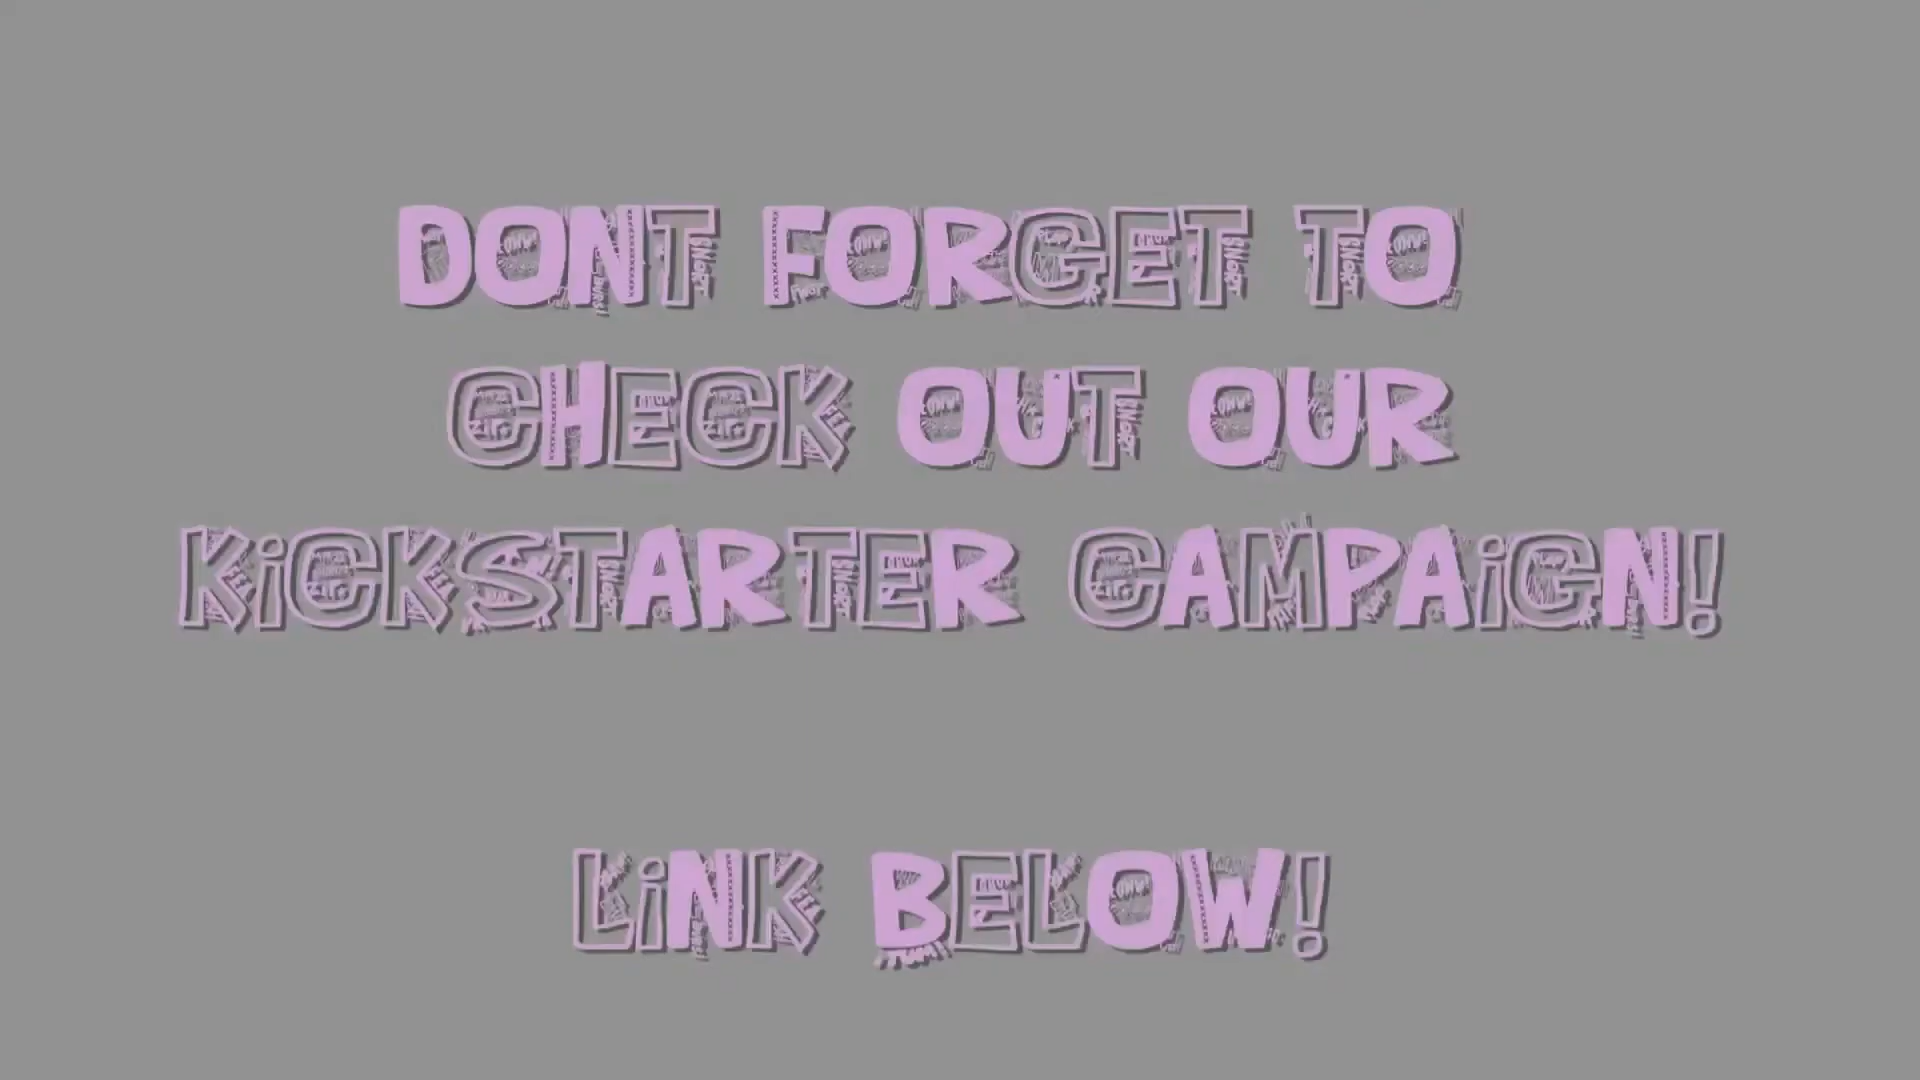 DONT FORGET TO
CHECK OUT OUR
KiCKSTARTER CAMPAiGN!
LiNK BELOW!